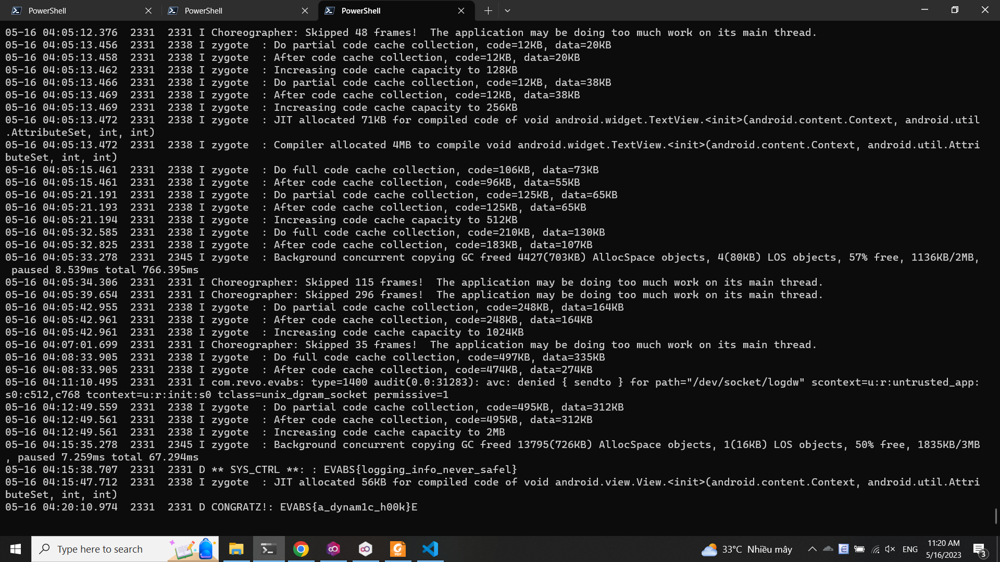 PowerShell
PowerShell
PowerShell
05-16 04:05:12.376  2331  2331 I Choreographer: Skipped 48 frames!  The application may be doing too much work on its main thread.
05-16 04:05:13.456  2331  2338 I zygote  : Do partial code cache collection, code=12KB, data=20KB
05-16 04:05:13.458  2331  2338 I zygote  : After code cache collection, code=12KB, data=20KB
05-16 04:05:13.462  2331  2338 I zygote  : Increasing code cache capacity to 128KB
05-16 04:05:13.466  2331  2338 I zygote  : Do partial code cache collection, code=12KB, data=38KB
05-16 04:05:13.469  2331  2338 I zygote  : After code cache collection, code=12KB, data=38KB
05-16 04:05:13.469  2331  2338 I zygote  : Increasing code cache capacity to 256KB
05-16 04:05:13.472  2331  2338 I zygote  : JIT allocated 71KB for compiled code of void android.widget.TextView.<init>(android.content.Context, android.util
.AttributeSet, int, int)
05-16 04:05:13.472  2331  2338 I zygote  : Compiler allocated 4MB to compile void android.widget.TextView.<init>(android.content.Context, android.util.Attri
buteSet, int, int)
05-16 04:05:15.461  2331  2338 I zygote  : Do full code cache collection, code=106KB, data=73KB
05-16 04:05:15.461  2331  2338 I zygote  : After code cache collection, code=96KB, data=55KB
05-16 04:05:21.191  2331  2338 I zygote  : Do partial code cache collection, code=125KB, data=65KB
05-16 04:05:21.193  2331  2338 I zygote  : After code cache collection, code=125KB, data=65KB
05-16 04:05:21.194  2331  2338 I zygote  : Increasing code cache capacity to 512KB
05-16 04:05:32.585  2331  2338 I zygote  : Do full code cache collection, code=210KB, data=130KB
05-16 04:05:32.825  2331  2338 I zygote  : After code cache collection, code=183KB, data=107KB
05-16 04:05:33.278  2331  2345 I zygote  : Background concurrent copying GC freed 4427(703KB) AllocSpace objects, 4(80KB) LOS objects, 57% free, 1136KB/2MB,
 paused 8.539ms total 766.395ms
05-16 04:05:34.306  2331  2331 I Choreographer: Skipped 115 frames!  The application may be doing too much work on its main thread.
05-16 04:05:39.654  2331  2331 I Choreographer: Skipped 296 frames!  The application may be doing too much work on its main thread.
05-16 04:05:42.955  2331  2338 I zygote  : Do partial code cache collection, code=248KB, data=164KB
05-16 04:05:42.961  2331  2338 I zygote  : After code cache collection, code=248KB, data=164KB
05-16 04:05:42.961  2331  2338 I zygote  : Increasing code cache capacity to 1024KB
05-16 04:07:01.699  2331  2331 I Choreographer: Skipped 35 frames!  The application may be doing too much work on its main thread.
05-16 04:08:33.905  2331  2338 I zygote  : Do full code cache collection, code=497KB, data=335KB
05-16 04:08:33.905  2331  2338 I zygote  : After code cache collection, code=474KB, data=274KB
05-16 04:11:10.495  2331  2331 I com.revo.evabs: type=1400 audit(0.0:31283): avc: denied { sendto } for path="/dev/socket/logdw" scontext=u:r:untrusted_app:
s0:c512,c768 tcontext=u:r:init:s0 tclass=unix_dgram_socket permissive=1
05-16 04:12:49.559  2331  2338 I zygote  : Do partial code cache collection, code=495KB, data=312KB
05-16 04:12:49.561  2331  2338 I zygote  : After code cache collection, code=495KB, data=312KB
05-16 04:12:49.561  2331  2338 I zygote  : Increasing code cache capacity to 2MB
05-16 04:15:35.278  2331  2345 I zygote  : Background concurrent copying GC freed 13795(726KB) AllocSpace objects, 1(16KB) LOS objects, 50% free, 1835KB/3MB
, paused 7.259ms total 67.294ms
05-16 04:15:38.707  2331  2331 D ** SYS_CTRL **: : EVABS{logging_info_never_safel}
05-16 04:15:47.712  2331  2338 I zygote  : JIT allocated 56KB for compiled code of void android.view.View.<init>(android.content.Context, android.util.Attri
buteSet, int, int)
05-16 04:20:10.974  2331  2331 D CONGRATZ!: EVABS{a_dynam1c_h00k}E
Type here to search
PDF
33°C  Nhiều mây
ENG
11:20 AM
5/16/2023
3